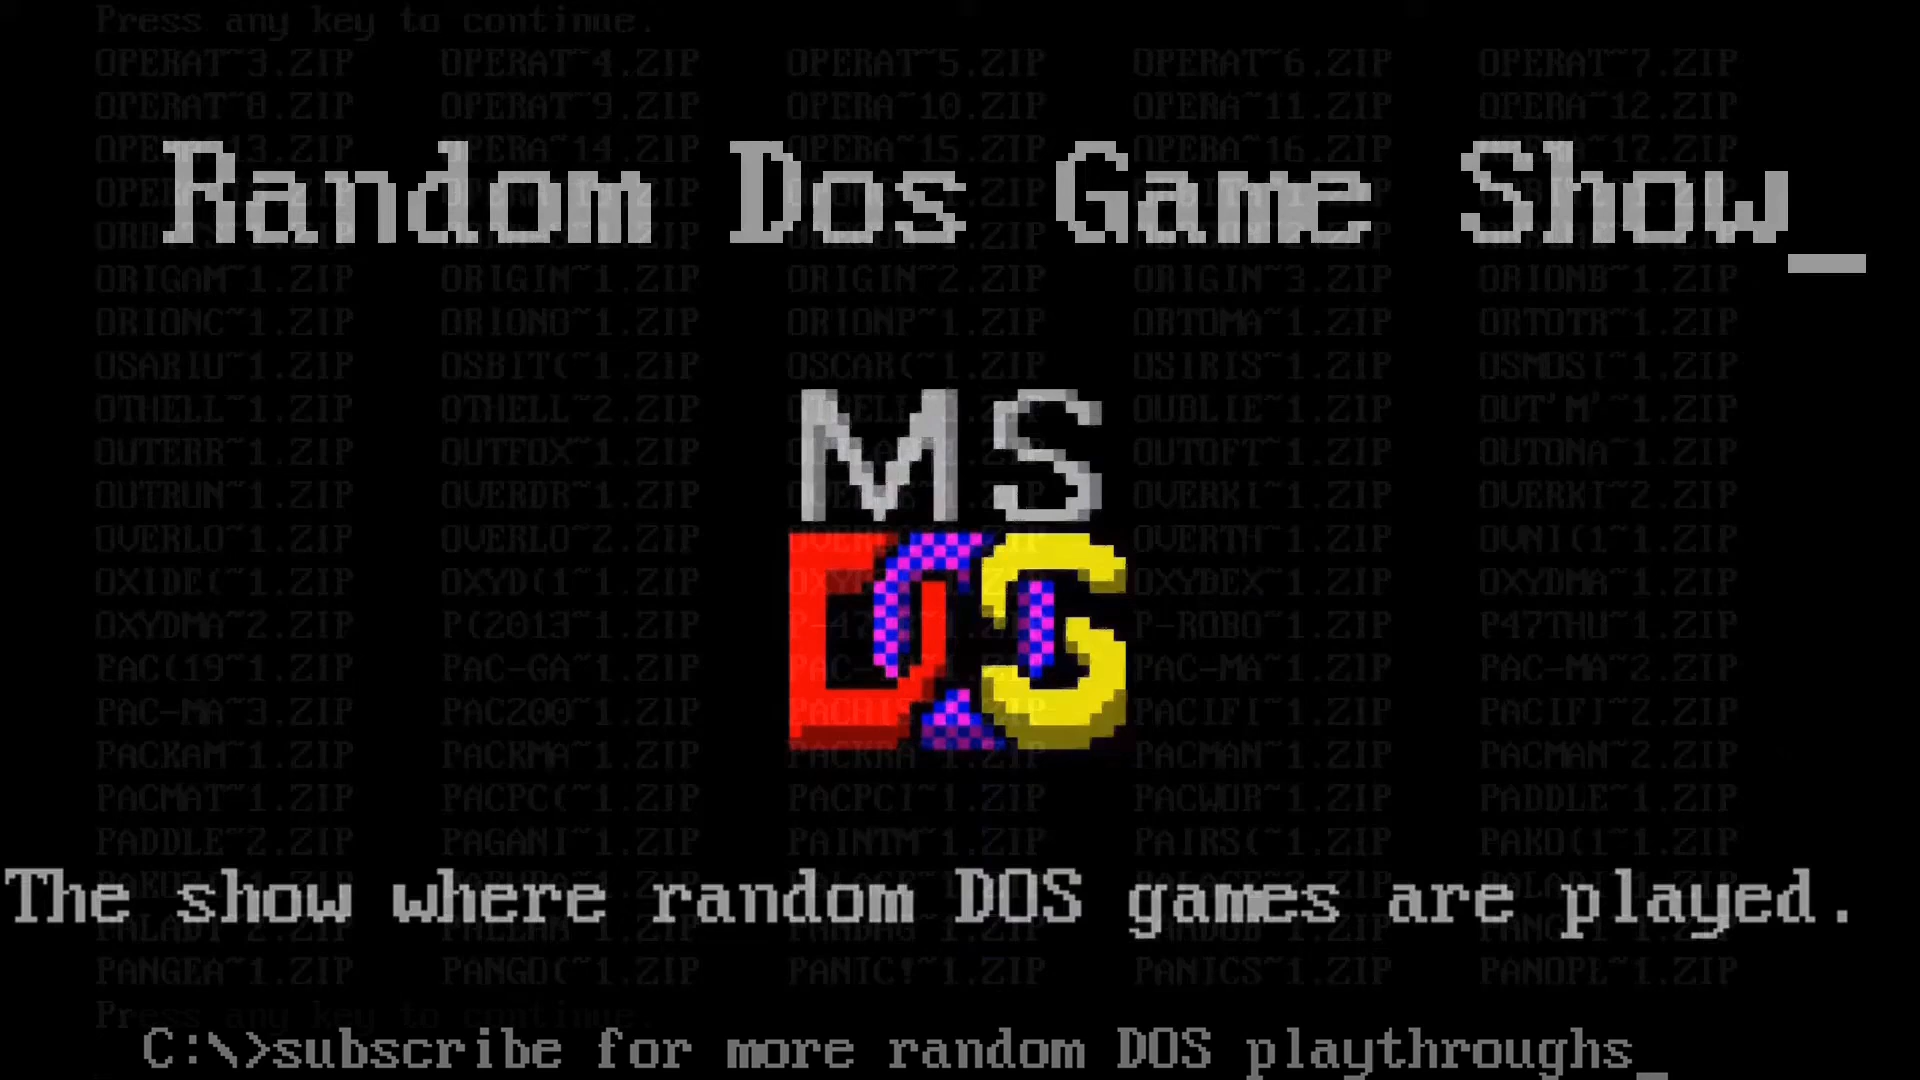 Press any key to continue.
OPERAT~3.ZIP OPERAT~4.ZIP OPERAT~5.ZIP OPERAT~6.ZIP OPERAT~7.ZIP
OPERAT~8.ZIP OPERAT~9.ZIP OPERA~10.ZIP OPERA~11.ZIP OPERA~12.ZIP
Random Dos Game Show_
ORIGAM~1.ZIP ORIGIN~1.ZIP ORIGIN~2.ZIP ORIGIN~3.ZIP ORIONB~1.ZIP
ORIONC~1.ZIP ORIONO~1.ZIP ORIONP~1.ZIP ORTOMA~1.ZIP ORTOTR~1.ZIP
OSARIU~1.ZIP OSBIT(~1.ZIP OSCAR(~1.ZIP OSIRIS~1.ZIP OSMOSI~1.ZIP
OTHELL~1.ZIP OTHELL~2.ZIP OUBLIE~1.ZIP OUT'M'~1.ZIP
MS
OUTERR~1.ZIP OUTFOX~1.ZIP OUTOFT~1.ZIP OUTONA~1.ZIP
OUTRUN~1.ZIP OVERDR~1.ZIP OVERKI~1.ZIP OVERKI~2.ZIP
OVERLO~1.ZIP OVERLO~2.ZIP OVERTH~1.ZIP OVNI(1~1.ZIP
OXIDE(~1.ZIP OXYD(1~1.ZIP OXYDEX~1.ZIP OXYDMA~1.ZIP
DOS
OXYDMA~2.ZIP P(2013~1.ZIP P-ROBO~1.ZIP P47THU~1.ZIP
PAC(19~1.ZIP PAC-GA~1.ZIP PAC-MA~1.ZIP PAC-MA~2.ZIP
PAC-MA~3.ZIP PAC200~1.ZIP PACIFI~1.ZIP PACIFI~2.ZIP
PACKAM~1.ZIP PACKMA~1.ZIP PACMAN~1.ZIP PACMAN~2.ZIP
PACMAT~1.ZIP PACPC(~1.ZIP PACPCI~1.ZIP PACWOR~1.ZIP PADDLE~1.ZIP
PADDLE~2.ZIP PAGANI~1.ZIP PAINTM~1.ZIP PAIRS(~1.ZIP PAKO(1~1.ZIP
The show where random DOS games are played.
PANGEA~1.ZIP PANGO(~1.ZIP PANIC!~1.ZIP PANICS~1.ZIP PANOPL~1.ZIP
Press any key to continue.
C:\>subscribe for more random DOS playthroughs_